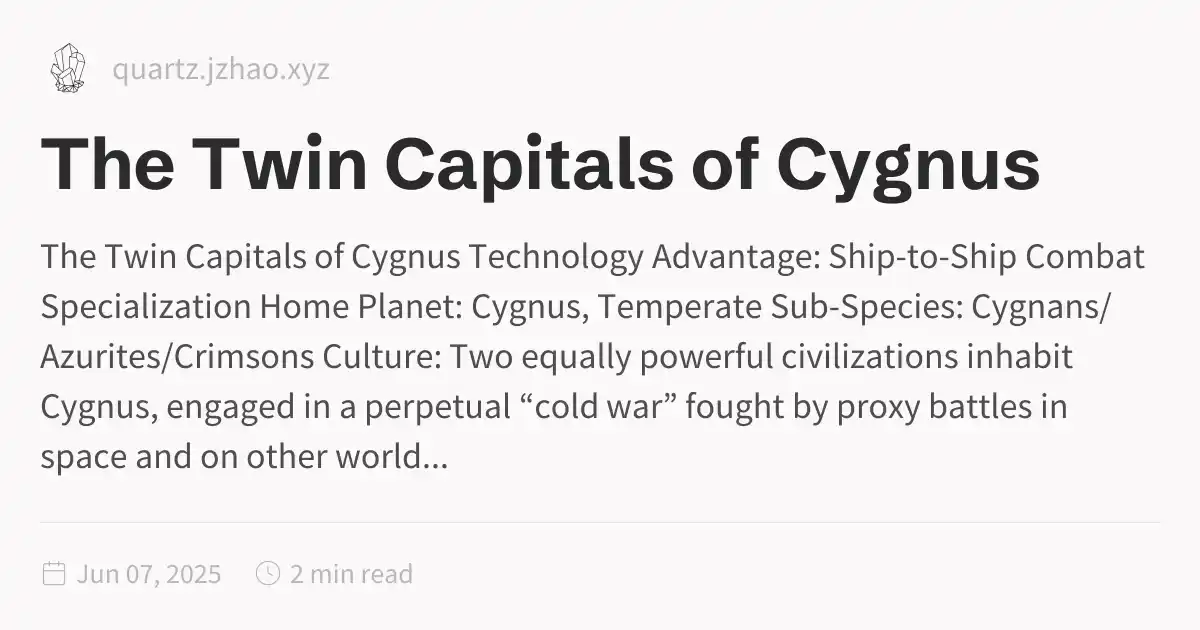 quartz.jzhao.xyz
The Twin Capitals of Cygnus
The Twin Capitals of Cygnus Technology Advantage: Ship-to-Ship Combat
Specialization Home Planet: Cygnus, Temperate Sub-Species: Cygnans/
Azurites/Crimsons Culture: Two equally powerful civilizations inhabit
Cygnus, engaged in a perpetual “cold war” fought by proxy battles in
space and on other world...
Jun 07, 2025 2 min read